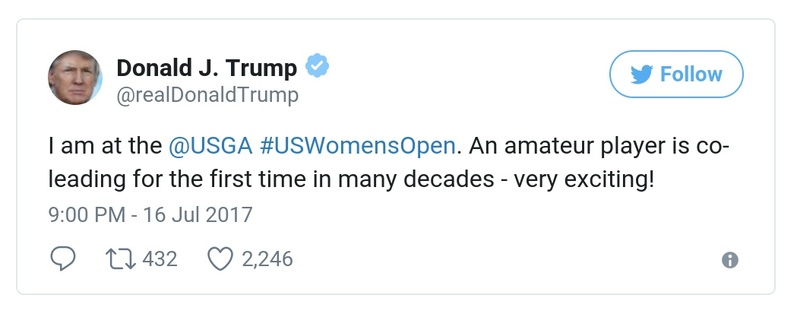 Donald J. Trump
@realDonaldTrump
Follow
I am at the @USGA #USWomensOpen. An amateur player is co-
leading for the first time in many decades - very exciting!
9:00 PM - 16 Jul 2017
432 2,246